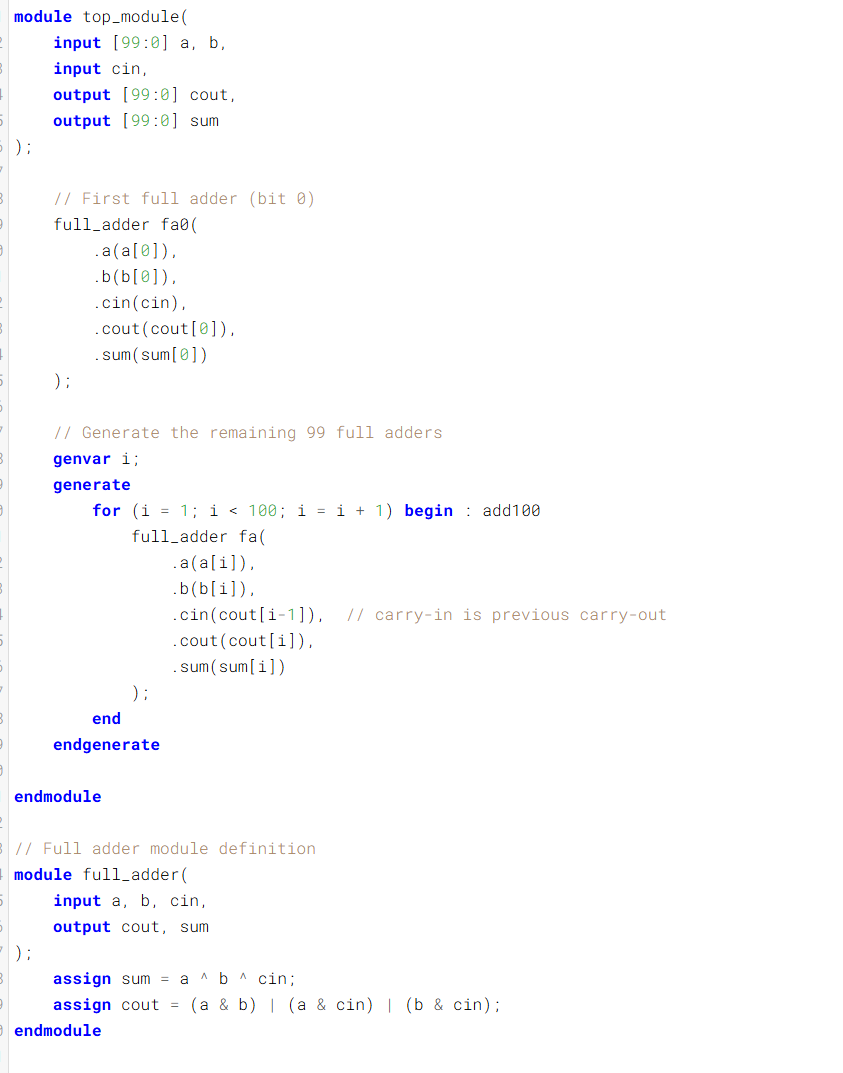 module top_module(
    input [99:0] a, b,
    input cin,
    output [99:0] cout,
    output [99:0] sum
);

    // First full adder (bit 0)
    full_adder fa0(
        .a(a[0]),
        .b(b[0]),
        .cin(cin),
        .cout(cout[0]),
        .sum(sum[0])
    );

    // Generate the remaining 99 full adders
    genvar i;
    generate
        for (i = 1; i < 100; i = i + 1) begin : add100
            full_adder fa(
                .a(a[i]),
                .b(b[i]),
                .cin(cout[i-1]),  // carry-in is previous carry-out
                .cout(cout[i]),
                .sum(sum[i])
            );
        end
    endgenerate

endmodule

// Full adder module definition
module full_adder(
    input a, b, cin,
    output cout, sum
);
    assign sum = a ^ b ^ cin;
    assign cout = (a & b) | (a & cin) | (b & cin);
endmodule